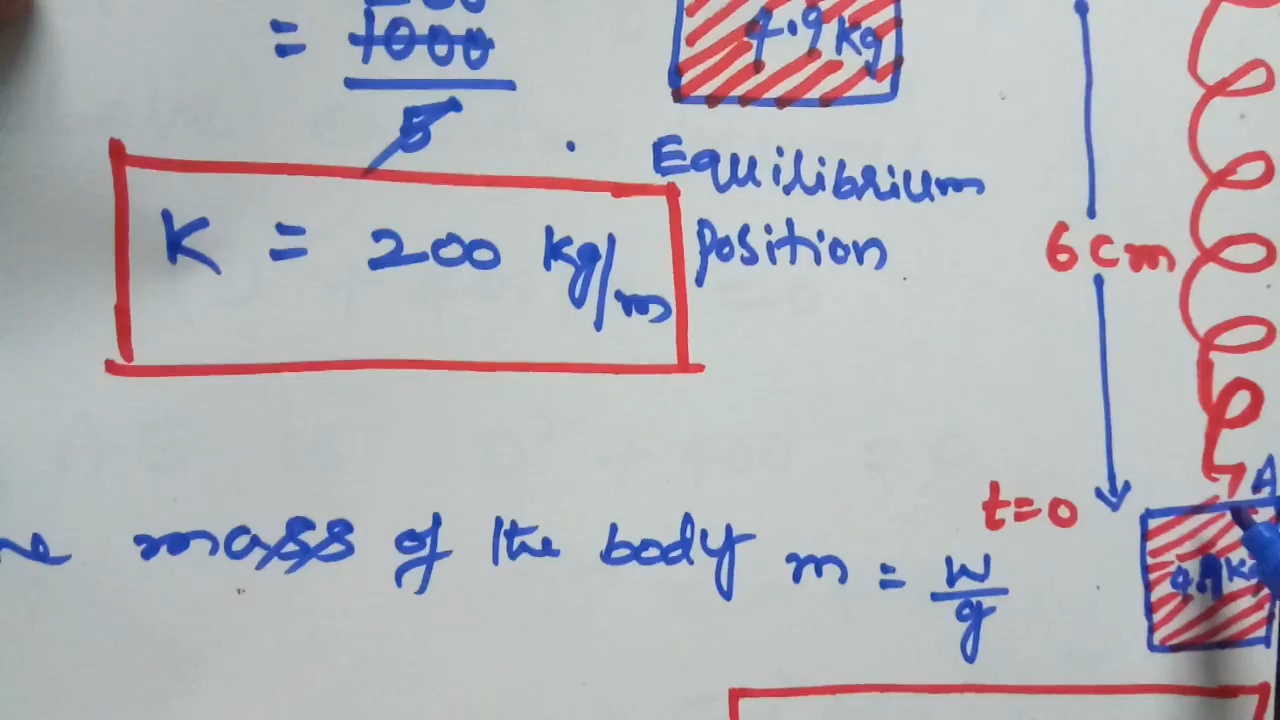 = 1000
5
4.9 Kg
Equilibrium
position
K = 200 kg/m
6 cm
t=0
A
mass of the body m = W/g